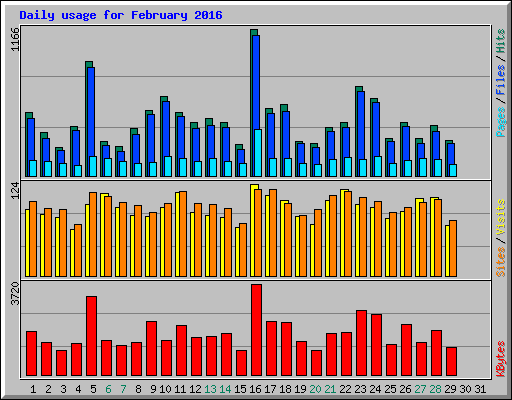 Daily usage for February 2016
1166
Pages / Files / Hits
124
Sites / Visits
3720
KBytes
1 2 3 4 5 6 7 8 9 10 11 12 13 14 15 16 17 18 19 20 21 22 23 24 25 26 27 28 29 30 31